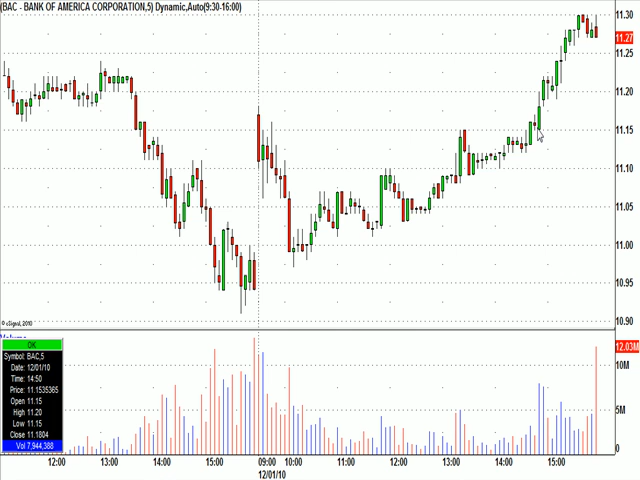 (BAC - BANK OF AMERICA CORPORATION,5) Dynamic,Auto(9:30-16:00)
11.30
11.27
11.25
11.20
11.15
11.10
11.05
11.00
10.95
10.90
© eSignal, 2010
Volume
OK
Symbol: BAC,5
Date: 12/01/10
Time: 14:50
Price: 11.1535365
Open 11.15
High 11.20
Low 11.15
Close 11.1804
Vol 7,944,388
12.03M
10M
5M
0
12:00 13:00 14:00 15:00 09:00 10:00 11:00 12:00 13:00 14:00 15:00
12/01/10